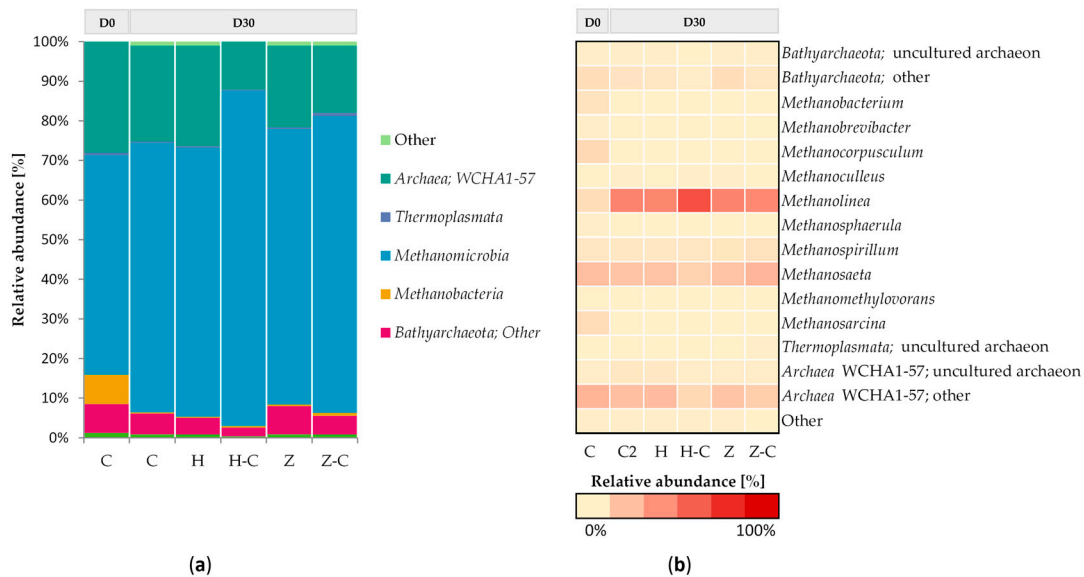 D0 D30
100%
90%
80%
70%
60%
50%
40%
30%
20%
10%
0%
Relative abundance [%]
C C H H-C Z Z-C
Other
Archaea; WCHA1-57
Thermoplasmata
Methanomicrobia
Methanobacteria
Bathyarchaeota; Other
(a)
D0 D30
Bathyarchaeota; uncultured archaeon
Bathyarchaeota; other
Methanobacterium
Methanobrevibacter
Methanocorpusculum
Methanoculleus
Methanolinea
Methanosphaerula
Methanospirillum
Methanosaeta
Methanomethylovorans
Methanosarcina
Thermoplasmata; uncultured archaeon
Archaea WCHA1-57; uncultured archaeon
Archaea WCHA1-57; other
Other
C C2 H H-C Z Z-C
Relative abundance [%]
0% 100%
(b)